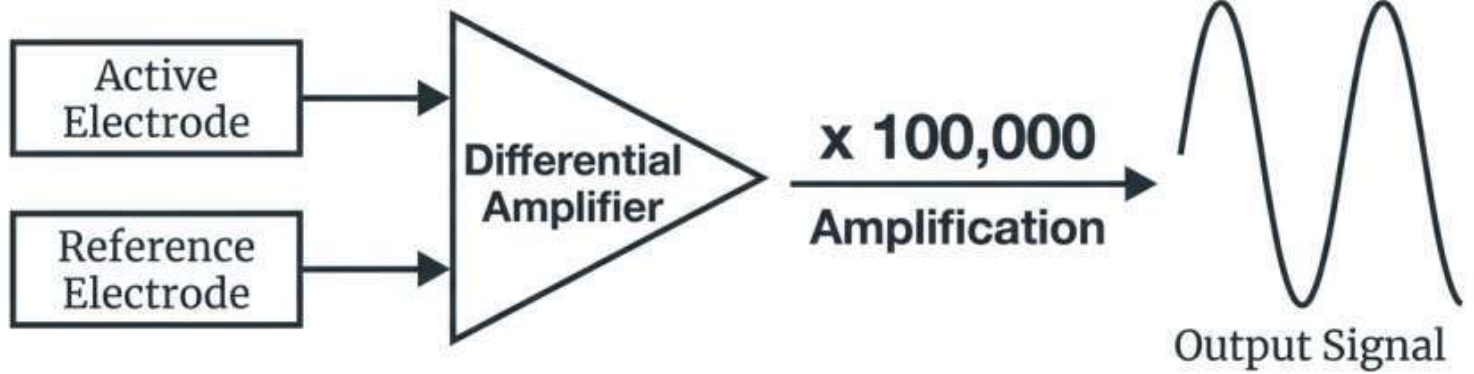 Active
Electrode
Reference
Electrode
Differential
Amplifier
x 100,000
Amplification
Output Signal